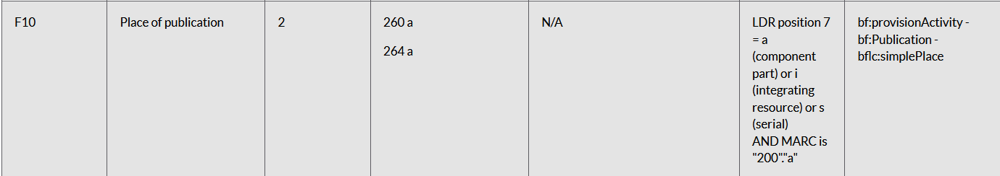 F10
Place of publication
2
260 a
264 a
N/A
LDR position 7
= a
(component
part) or i
(integrating
resource) or s
(serial)
AND MARC is
"200"."a"
bf:provisionActivity -
bf:Publication -
bflc:simplePlace